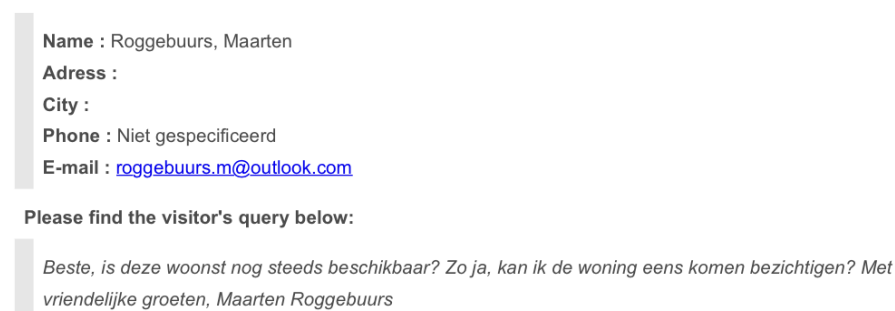 Name : Roggebuurs, Maarten
Adress :
City :
Phone : Niet gespecificeerd
E-mail : roggebuurs.m@outlook.com
Please find the visitor's query below:
Beste, is deze woonst nog steeds beschikbaar? Zo ja, kan ik de woning eens komen bezichtigen? Met
vriendelijke groeten, Maarten Roggebuurs